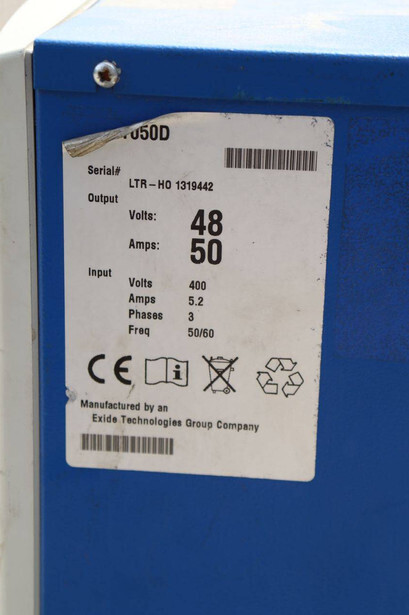 050D
Serial#
LTR-HO 1319442
Output
Volts: 48
Amps: 50
Input
Volts 400
Amps 5.2
Phases 3
Freq 50/60
CE
Manufactured by an
Exide Technologies Group Company